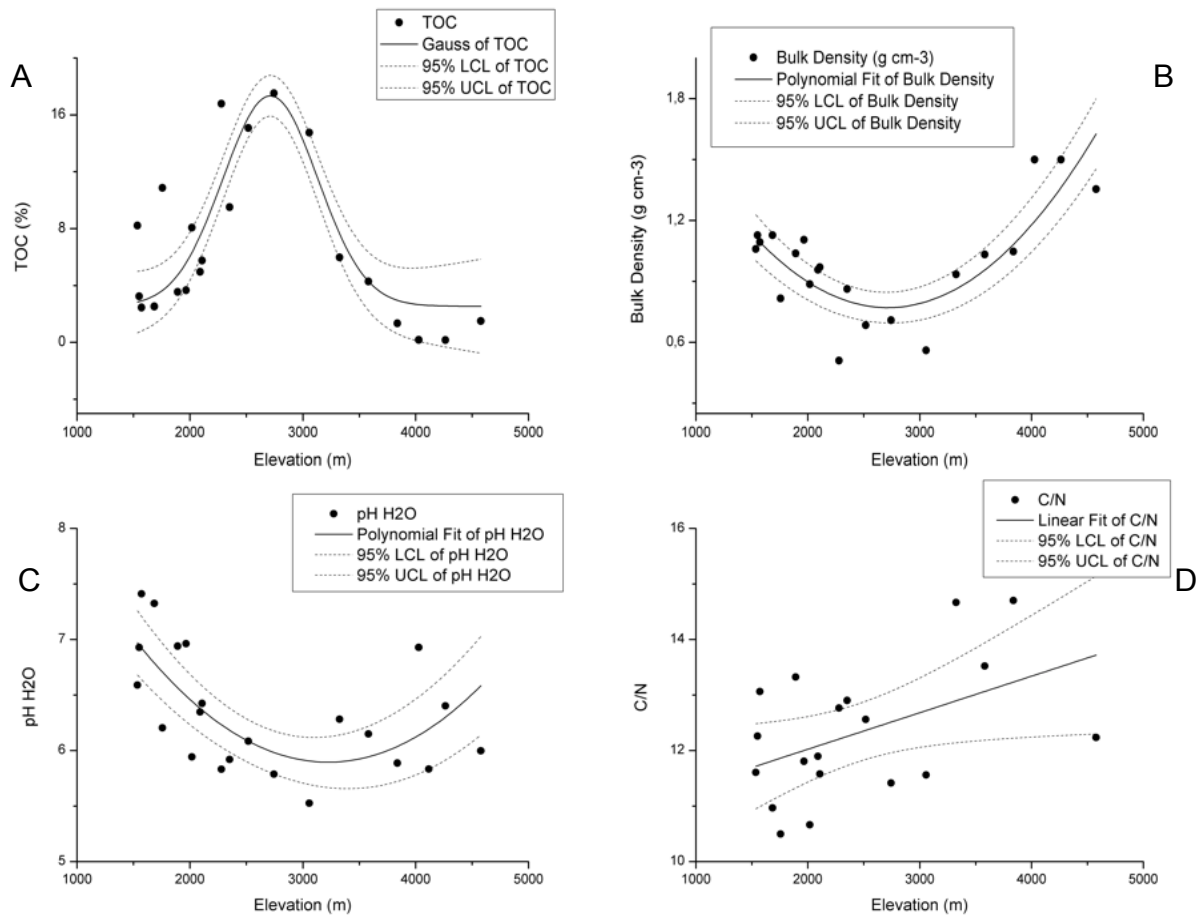 A
TOC
Gauss of TOC
95% LCL of TOC
95% UCL of TOC
16
8
0
TOC (%)
1000
2000
3000
4000
5000
Elevation (m)
B
Bulk Density (g cm-3)
Polynomial Fit of Bulk Density
95% LCL of Bulk Density
95% UCL of Bulk Density
1,8
1,2
0,6
Bulk Density (g cm-3)
1000
2000
3000
4000
5000
Elevation (m)
C
pH H2O
Polynomial Fit of pH H2O
95% LCL of pH H2O
95% UCL of pH H2O
8
7
6
5
pH H2O
1000
2000
3000
4000
5000
Elevation (m)
D
C/N
Linear Fit of C/N
95% LCL of C/N
95% UCL of C/N
16
14
12
10
C/N
1000
2000
3000
4000
5000
Elevation (m)